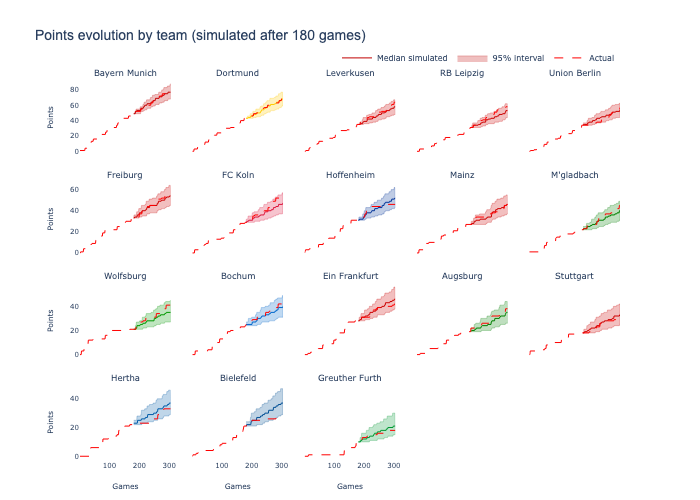 Points evolution by team (simulated after 180 games)
Median simulated 95% interval Actual
Bayern Munich Dortmund Leverkusen RB Leipzig Union Berlin
80
60
40
20
0
Points
Freiburg FC Koln Hoffenheim Mainz M'gladbach
60
40
20
0
Points
Wolfsburg Bochum Ein Frankfurt Augsburg Stuttgart
40
20
0
Points
Hertha Bielefeld Greuther Furth
40
20
0
Points
100 200 300 100 200 300 100 200 300
Games Games Games